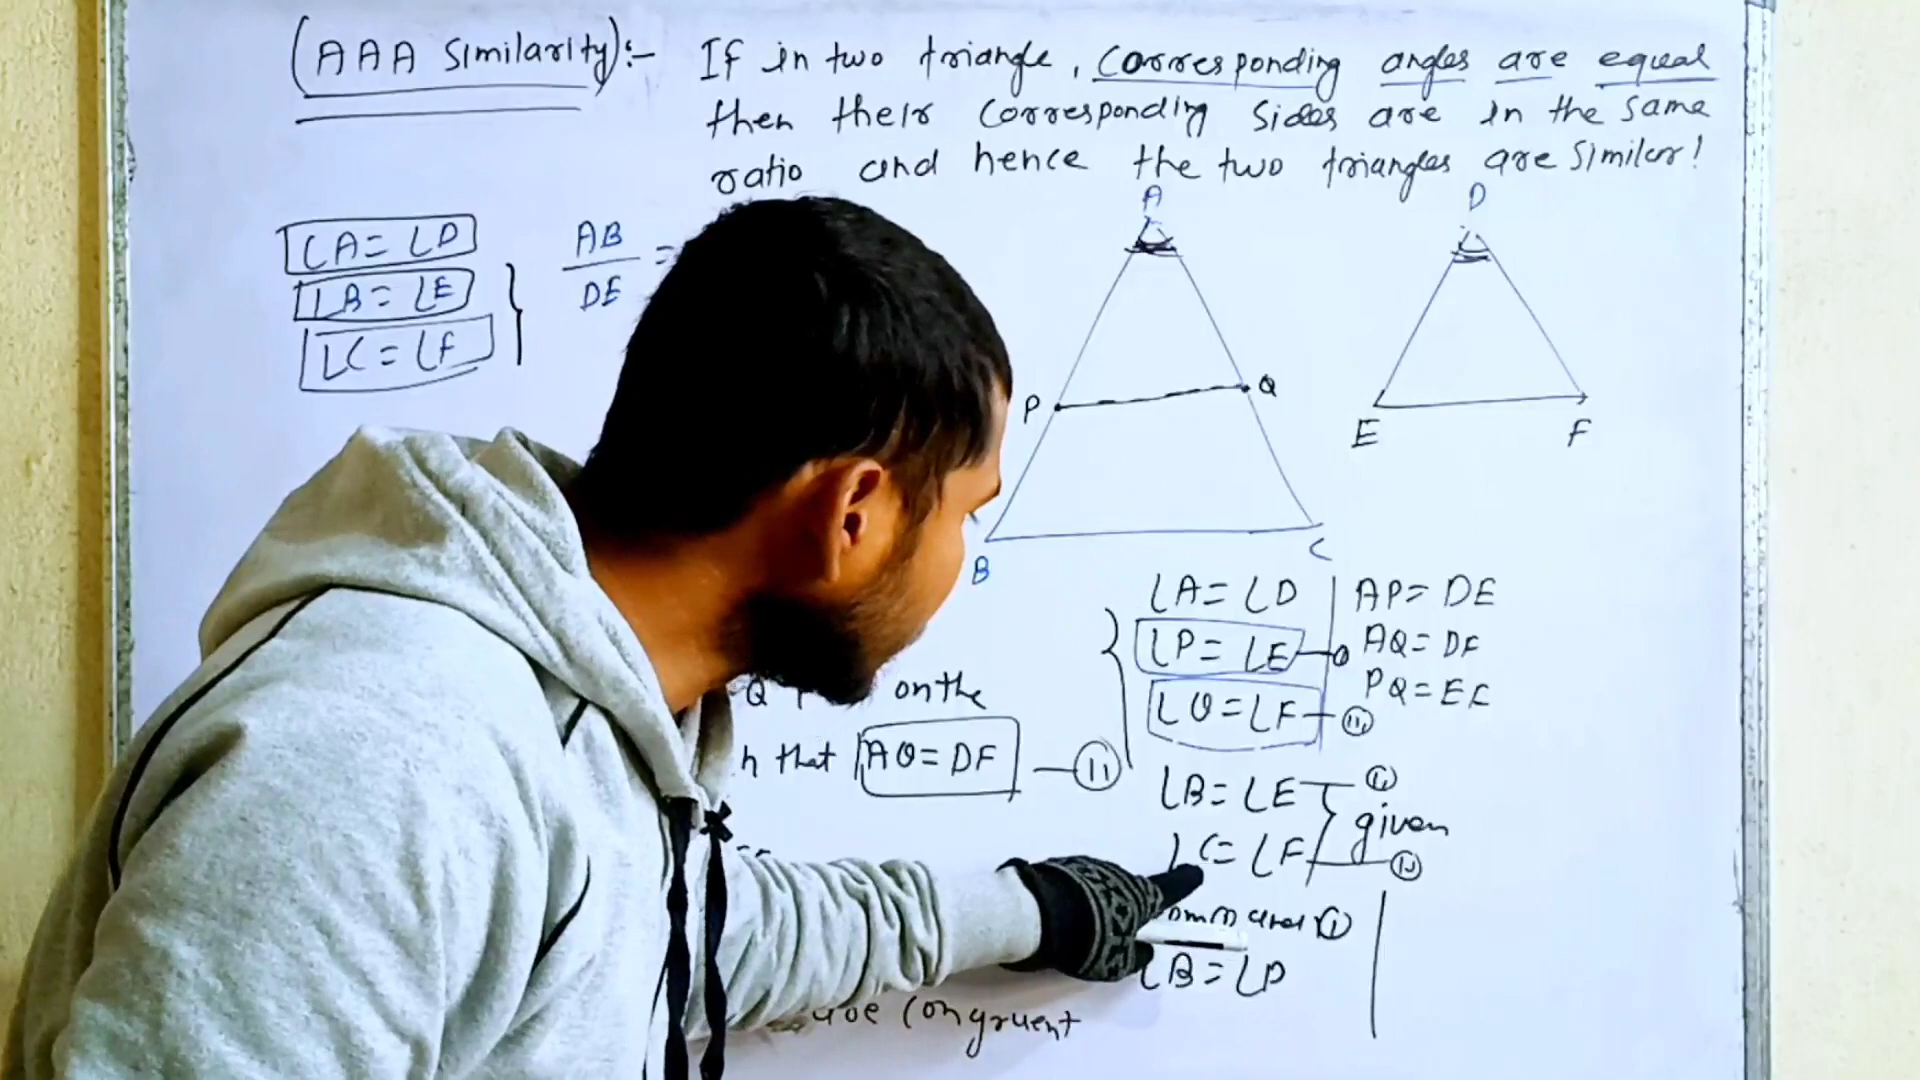 (AAA Similarity):- If in two triangle, corresponding angles are equal
then their corresponding sides are in the same
ratio and hence the two triangles are similar!
∠A = ∠D
∠B = ∠E
∠C = ∠F
AB
DE
=
A
P
Q
B
C
D
E
F
∠A = ∠D
∠P = ∠E
∠Q = ∠F
AP = DE
AQ = DF
PQ = EF
Q on the
that AQ = DF — (ii)
∠B = ∠E
∠C = ∠F
given
and
∠B = ∠P
are congruent